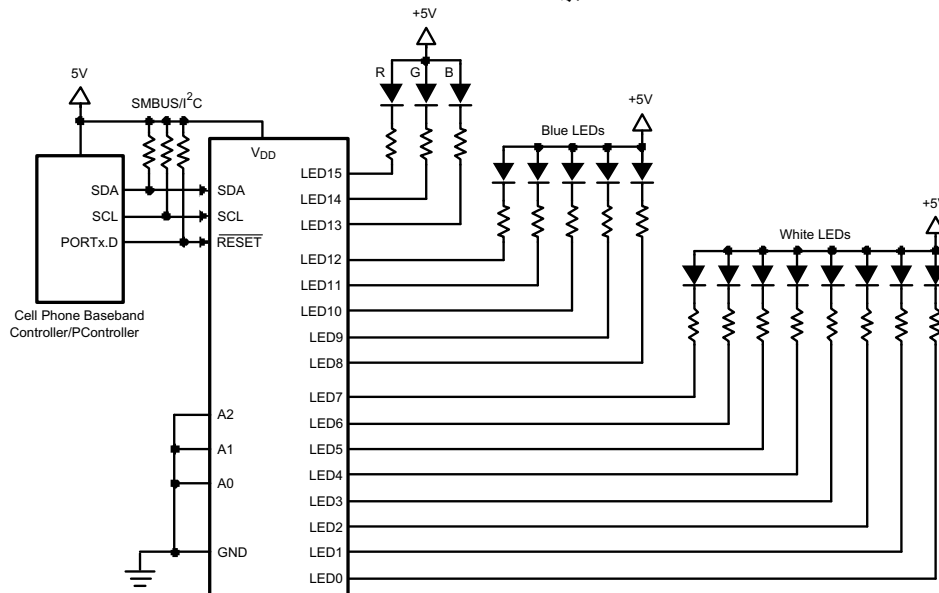 +5V
5V
R G B
SMBUS/I²C
+5V
Blue LEDs
VDD
LED15
SDA
SDA
LED14
SCL
SCL
LED13
+5V
PORTx.D
RESET
White LEDs
LED12
LED11
Cell Phone Baseband
Controller/PController
LED10
LED9
LED8
LED7
A2
LED6
A1
LED5
LED4
A0
LED3
LED2
GND
LED1
LED0